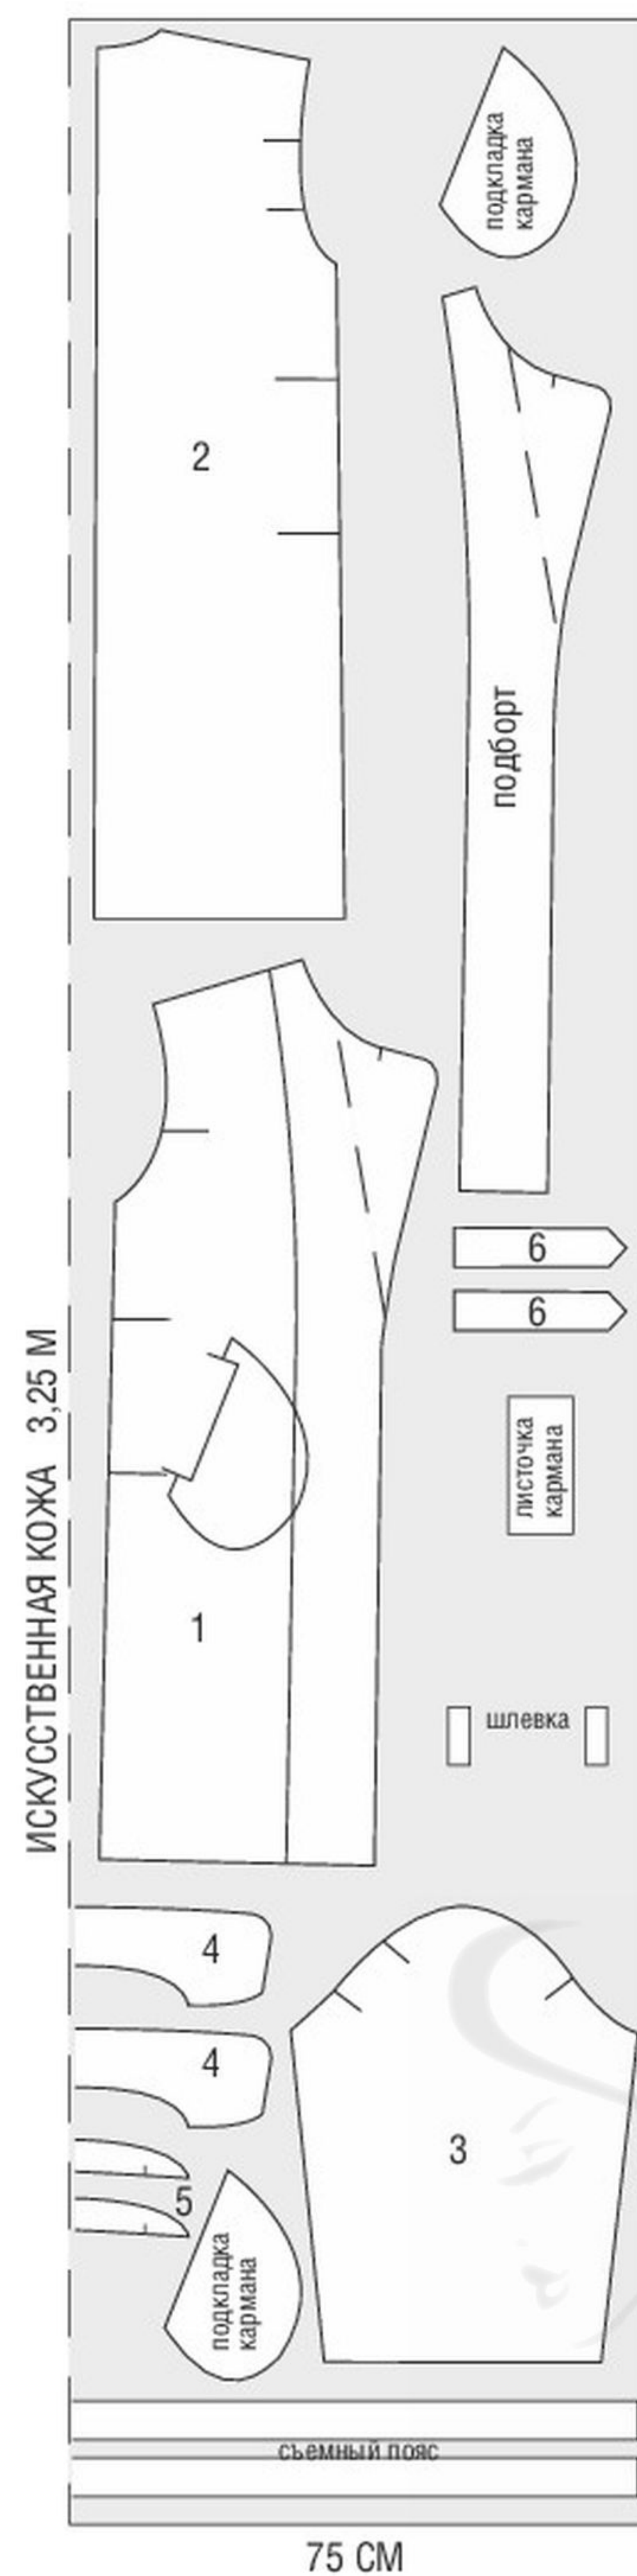 подкладка
кармана
2
подборт
6
6
листочка
кармана
ИСКУССТВЕННАЯ КОЖА 3,25 М
1
шлевка
4
4
3
5
подкладка
кармана
съемный пояс
75 СМ